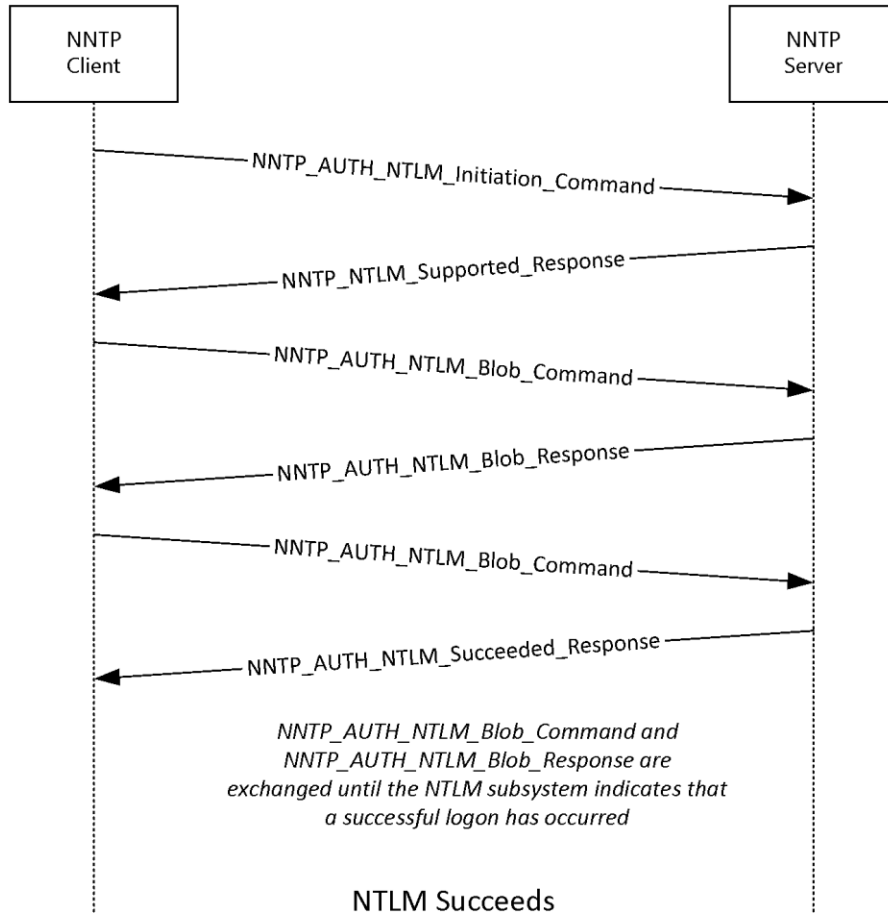 NNTP
Client
NNTP
Server
NNTP_AUTH_NTLM_Initiation_Command
NNTP_NTLM_Supported_Response
NNTP_AUTH_NTLM_Blob_Command
NNTP_AUTH_NTLM_Blob_Response
NNTP_AUTH_NTLM_Blob_Command
NNTP_AUTH_NTLM_Succeeded_Response
NNTP_AUTH_NTLM_Blob_Command and
NNTP_AUTH_NTLM_Blob_Response are
exchanged until the NTLM subsystem indicates that
a successful logon has occurred
NTLM Succeeds